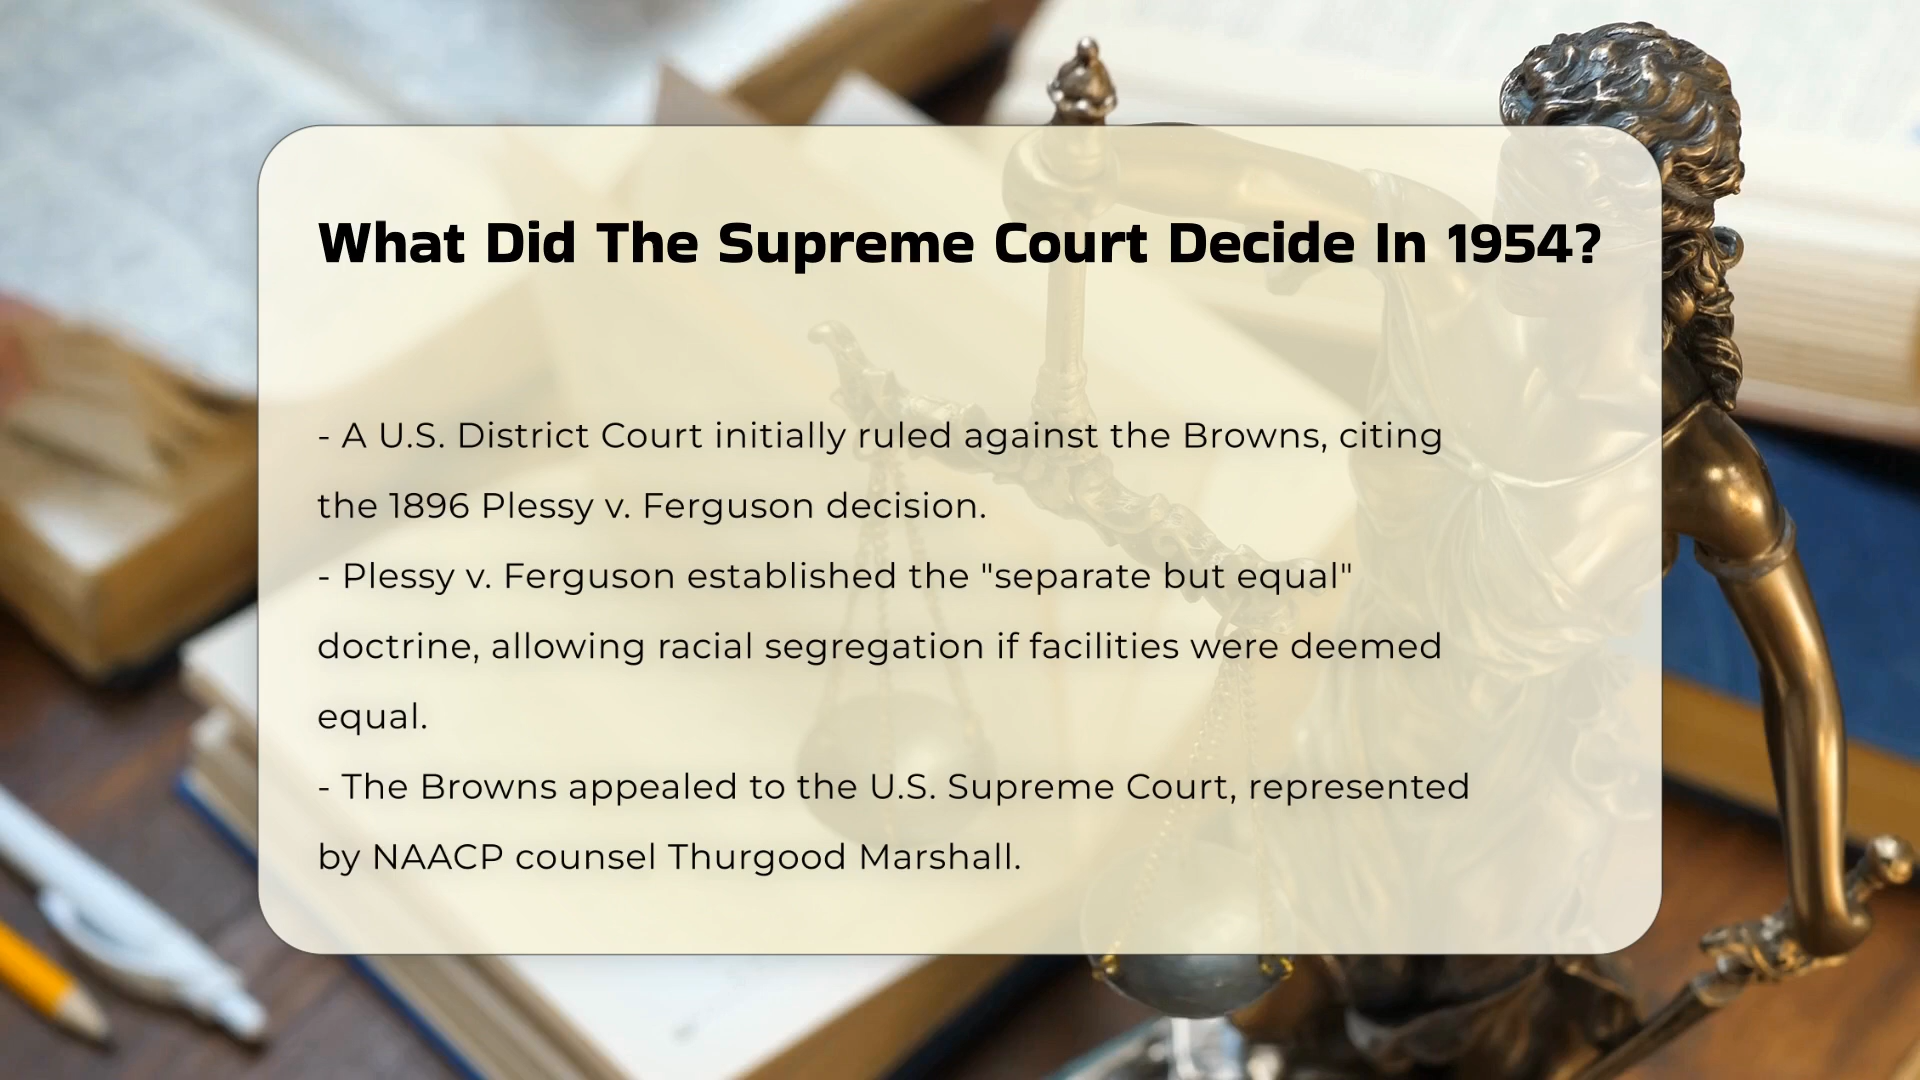 What Did The Supreme Court Decide In 1954?
- A U.S. District Court initially ruled against the Browns, citing
the 1896 Plessy v. Ferguson decision.
- Plessy v. Ferguson established the "separate but equal"
doctrine, allowing racial segregation if facilities were deemed
equal.
- The Browns appealed to the U.S. Supreme Court, represented
by NAACP counsel Thurgood Marshall.